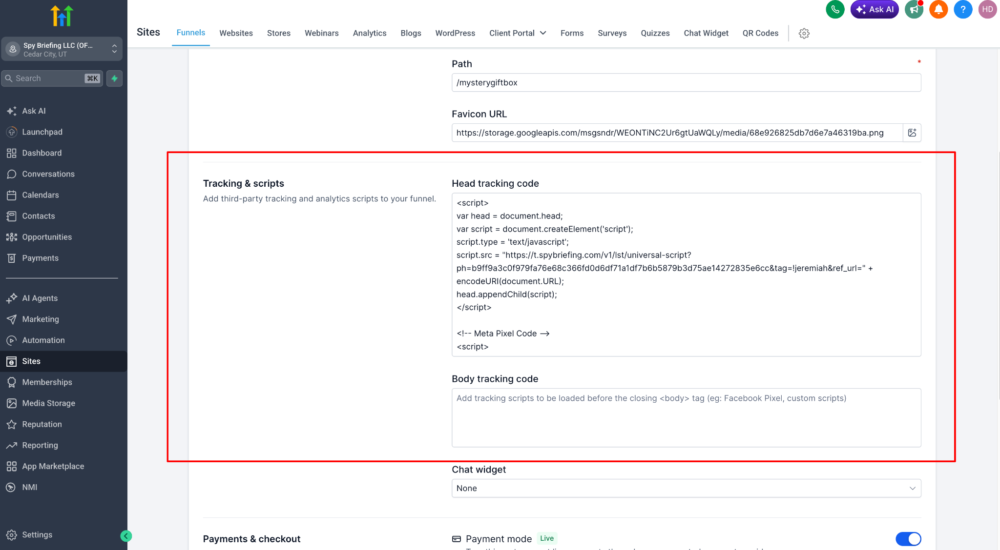 Ask AI
HD
Sites
Funnels
Websites
Stores
Webinars
Analytics
Blogs
WordPress
Client Portal
Forms
Surveys
Quizzes
Chat Widget
QR Codes
Spy Briefing LLC (OF...
Cedar City, UT
Search
⌘K
Ask AI
Launchpad
Dashboard
Conversations
Calendars
Contacts
Opportunities
Payments
AI Agents
Marketing
Automation
Sites
Memberships
Media Storage
Reputation
Reporting
App Marketplace
NMI
Settings
Path *
/mysterygiftbox
Favicon URL
https://storage.googleapis.com/msgsndr/WEONTiNC2Ur6gtUaWQLy/media/68e926825db7d6e7a46319ba.png
Tracking & scripts
Add third-party tracking and analytics scripts to your funnel.
Head tracking code
<script>
var head = document.head;
var script = document.createElement('script');
script.type = 'text/javascript';
script.src = "https://t.spybriefing.com/v1/lst/universal-script?
ph=b9ff9a3c0f979fa76e68c366fd0d6df71a1df7b6b5879b3d75ae14272835e6cc&tag=!jeremiah&ref_url=" +
encodeURI(document.URL);
head.appendChild(script);
</script>
<!-- Meta Pixel Code -->
<script>
Body tracking code
Add tracking scripts to be loaded before the closing <body> tag (eg: Facebook Pixel, custom scripts)
Chat widget
None
Payments & checkout
Payment mode Live